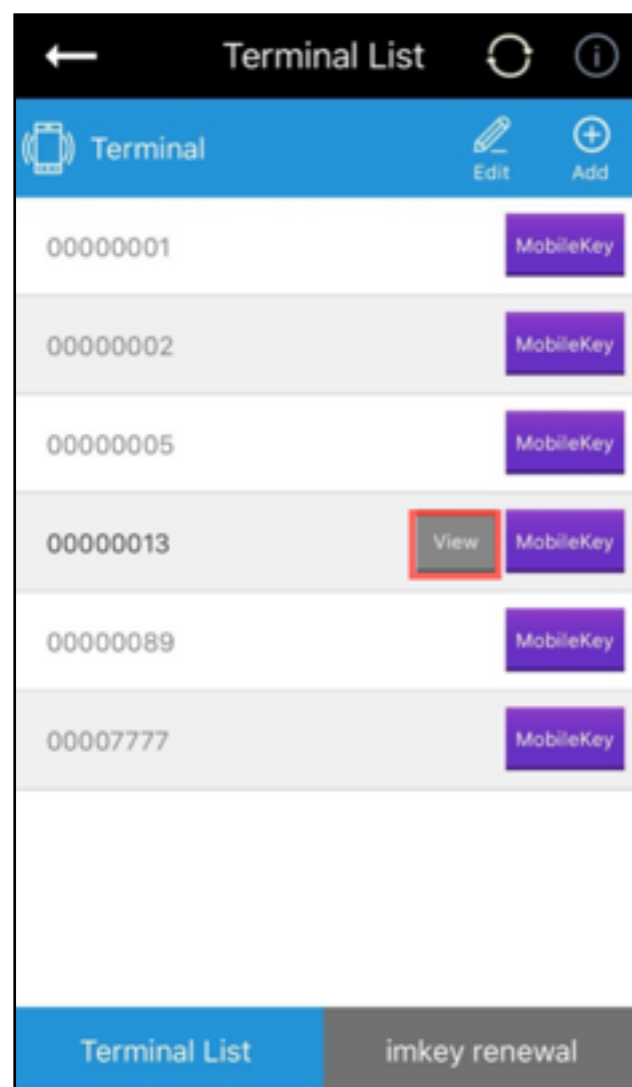 Terminal List
Terminal
Edit
Add
00000001 MobileKey
00000002 MobileKey
00000005 MobileKey
00000013 View MobileKey
00000089 MobileKey
00007777 MobileKey
Terminal List imkey renewal